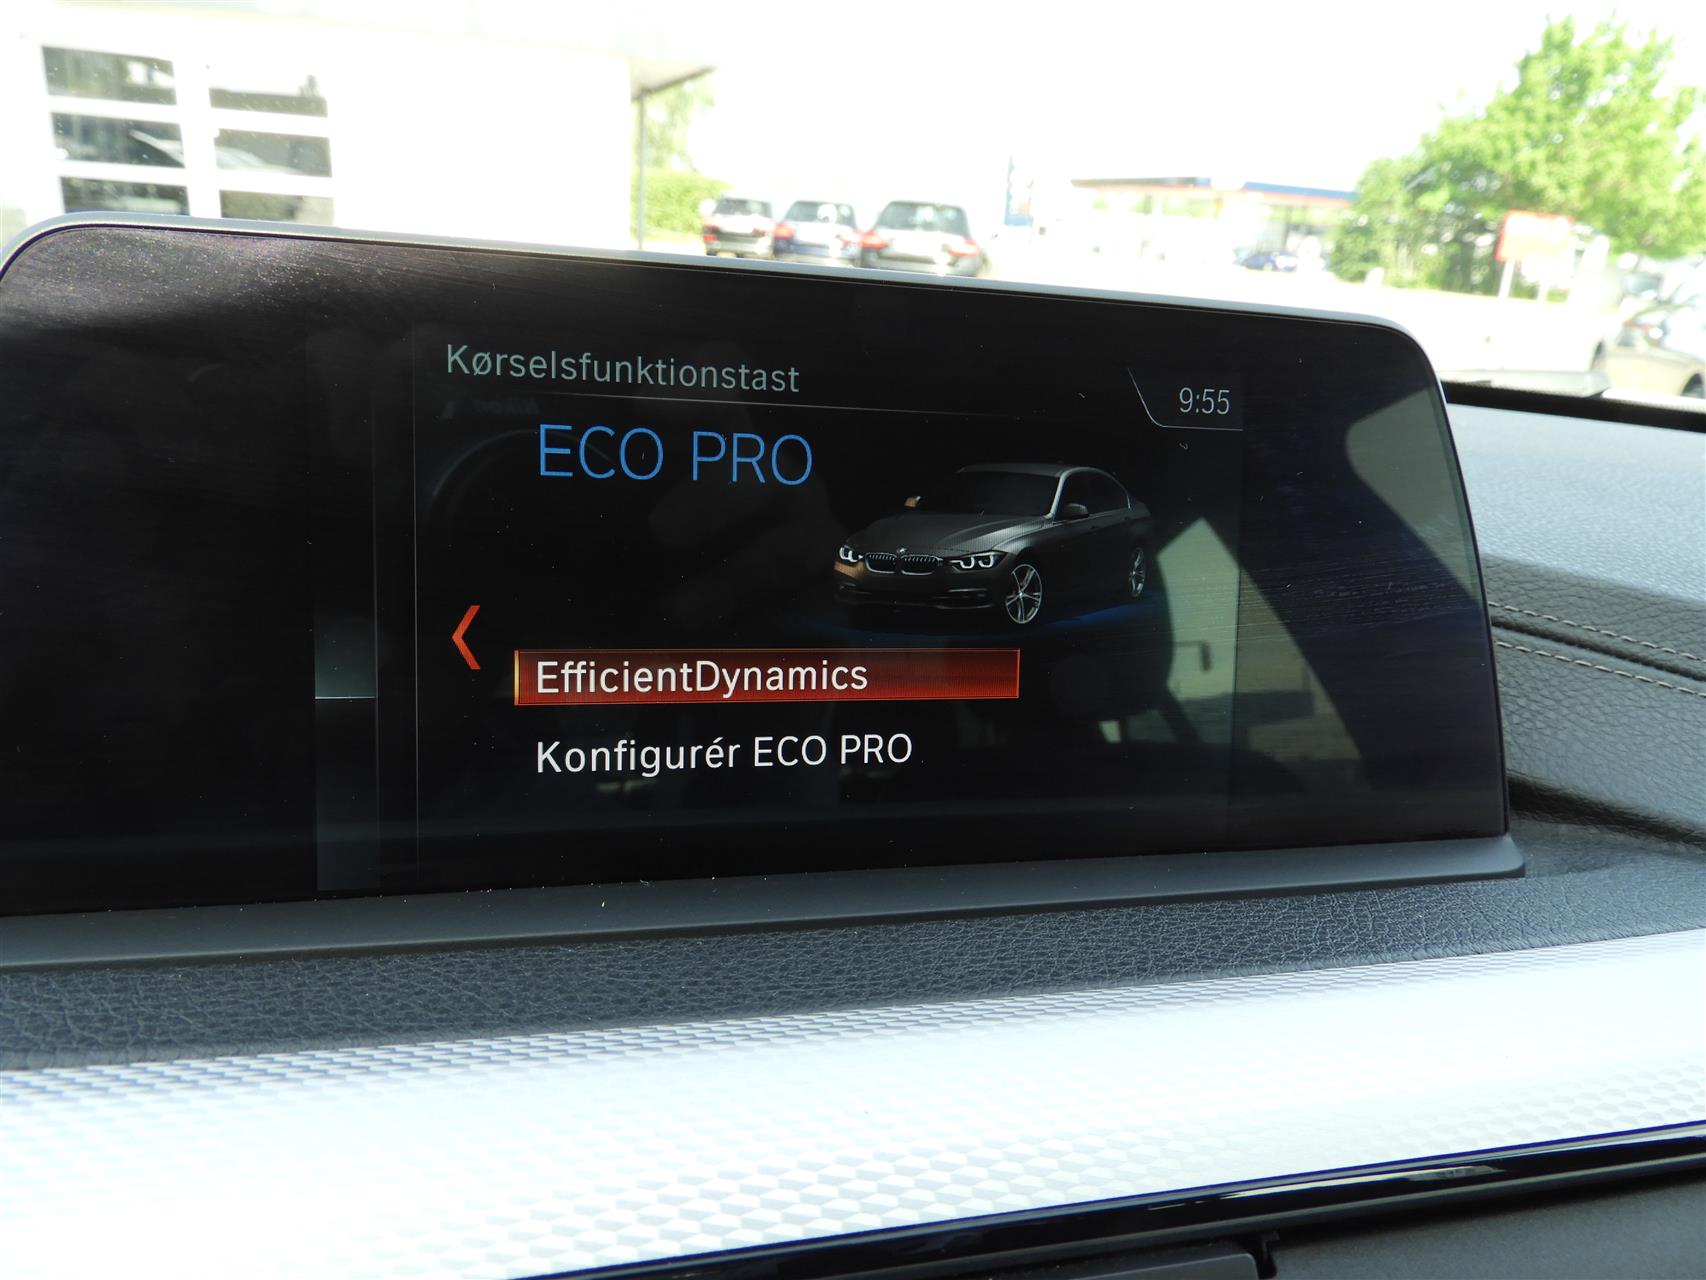 Kørselsfunktionstast
9:55
ECO PRO
EfficientDynamics
Konfigurér ECO PRO